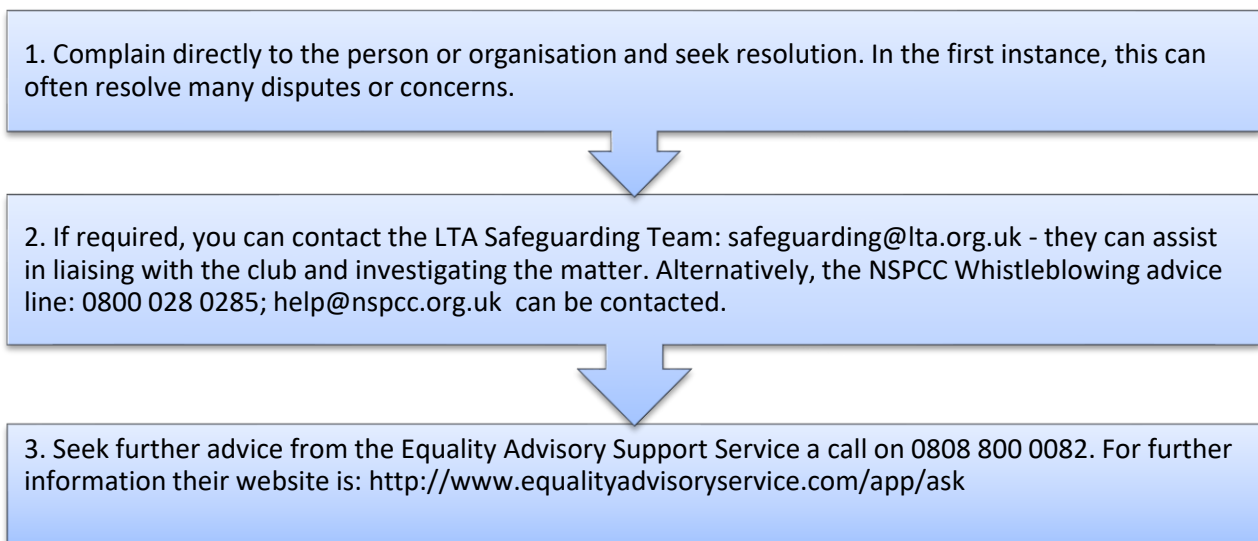 1. Complain directly to the person or organisation and seek resolution. In the first instance, this can
often resolve many disputes or concerns.
2. If required, you can contact the LTA Safeguarding Team: safeguarding@lta.org.uk - they can assist
in liaising with the club and investigating the matter. Alternatively, the NSPCC Whistleblowing advice
line: 0800 028 0285; help@nspcc.org.uk  can be contacted.
3. Seek further advice from the Equality Advisory Support Service a call on 0808 800 0082. For further
information their website is: http://www.equalityadvisoryservice.com/app/ask